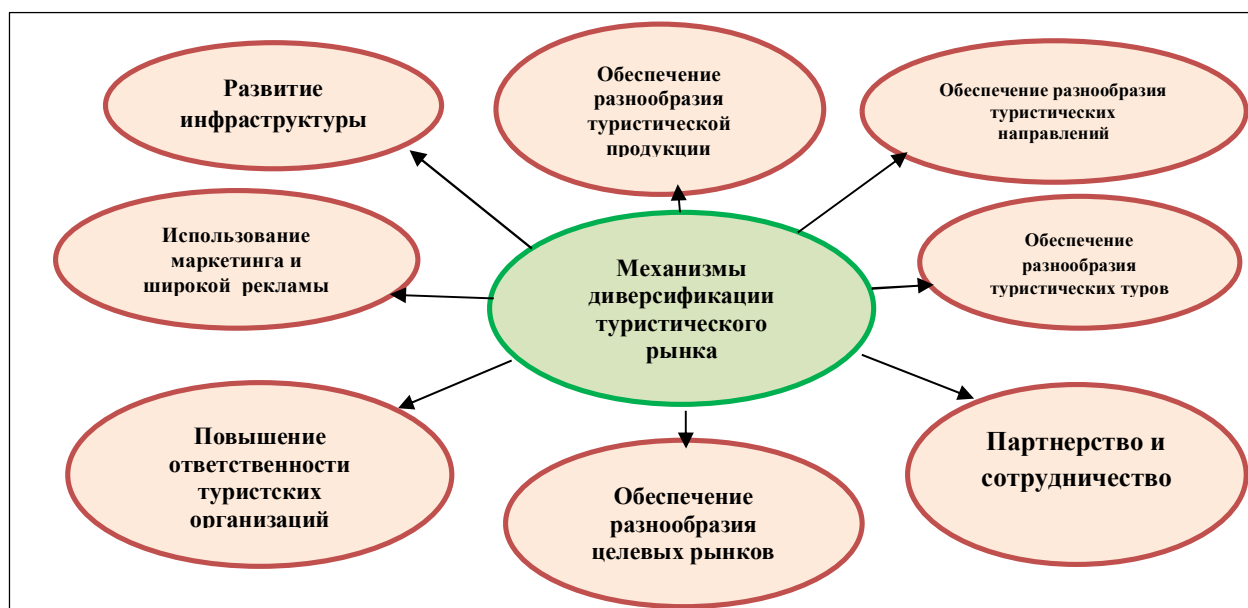 Развитие
инфраструктуры
Обеспечение
разнообразия
туристической
продукции
Обеспечение разнообразия
туристических
направлений
Использование
маркетинга и
широкой рекламы
Механизмы
диверсификации
туристического
рынка
Обеспечение
разнообразия
туристических туров
Повышение
ответственности
туристских
организаций
Обеспечение
разнообразия
целевых рынков
Партнерство и
сотрудничество